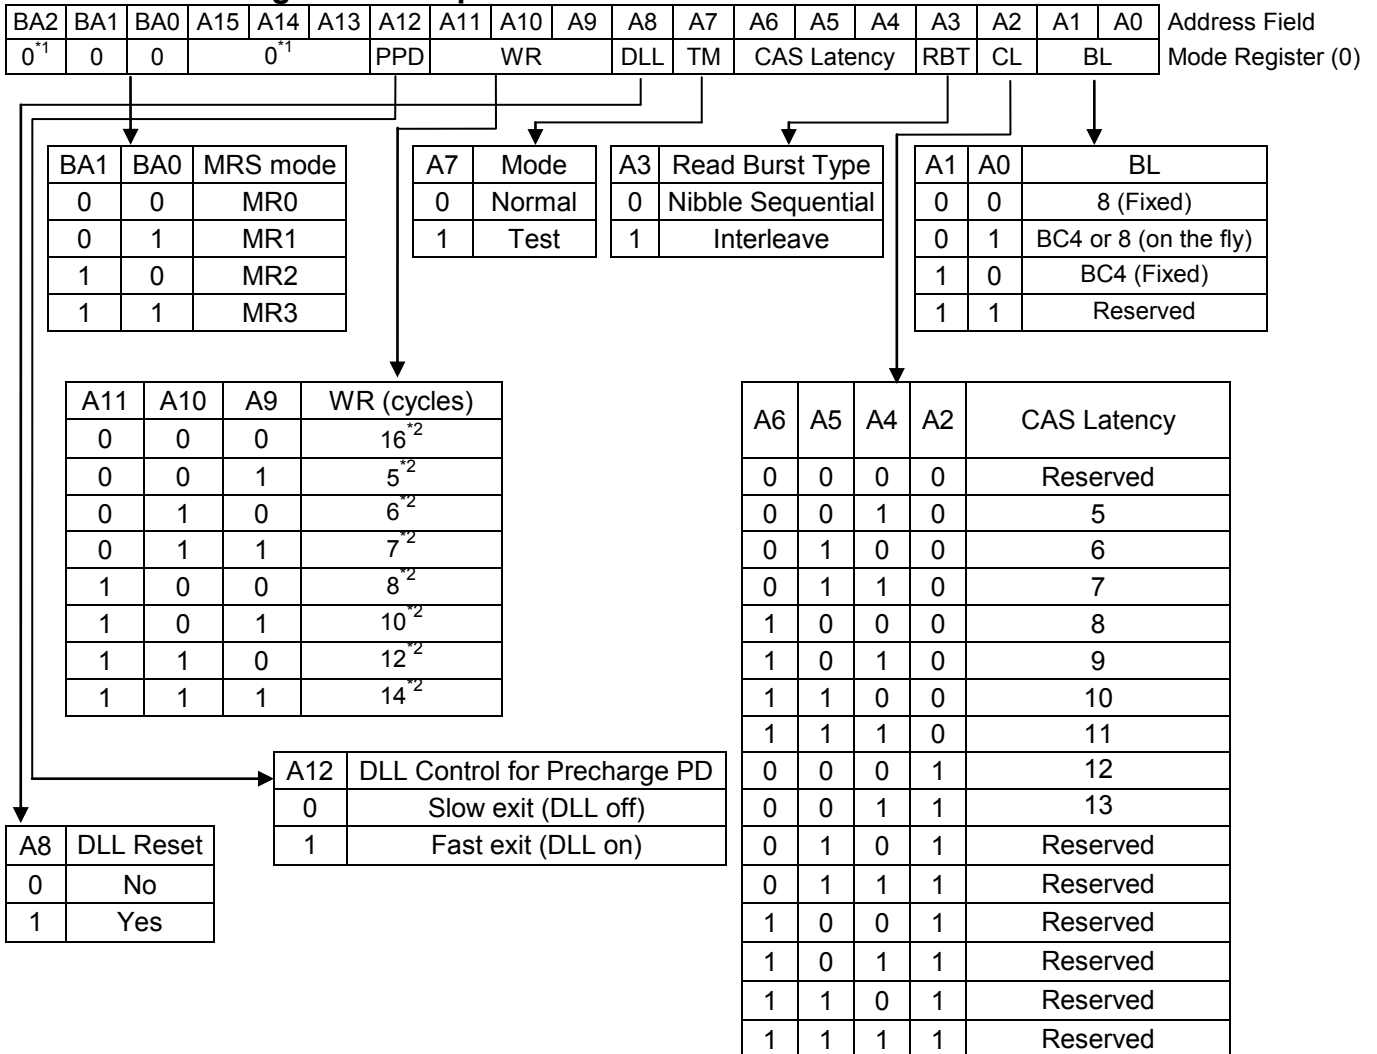 BA2 BA1 BA0 A15 A14 A13 A12 A11 A10 A9 A8 A7 A6 A5 A4 A3 A2 A1 A0 Address Field
0*1 0 0 0*1 PPD WR DLL TM CAS Latency RBT CL BL Mode Register (0)
BA1 BA0 MRS mode
0 0 MR0
0 1 MR1
1 0 MR2
1 1 MR3
A7 Mode
0 Normal
1 Test
A3 Read Burst Type
0 Nibble Sequential
1 Interleave
A1 A0 BL
0 0 8 (Fixed)
0 1 BC4 or 8 (on the fly)
1 0 BC4 (Fixed)
1 1 Reserved
A11 A10 A9 WR (cycles)
0 0 0 16*2
0 0 1 5*2
0 1 0 6*2
0 1 1 7*2
1 0 0 8*2
1 0 1 10*2
1 1 0 12*2
1 1 1 14*2
A6 A5 A4 A2 CAS Latency
0 0 0 0 Reserved
0 0 1 0 5
0 1 0 0 6
0 1 1 0 7
1 0 0 0 8
1 0 1 0 9
1 1 0 0 10
1 1 1 0 11
0 0 0 1 12
0 0 1 1 13
0 1 0 1 Reserved
0 1 1 1 Reserved
1 0 0 1 Reserved
1 0 1 1 Reserved
1 1 0 1 Reserved
1 1 1 1 Reserved
A12 DLL Control for Precharge PD
0 Slow exit (DLL off)
1 Fast exit (DLL on)
A8 DLL Reset
0 No
1 Yes